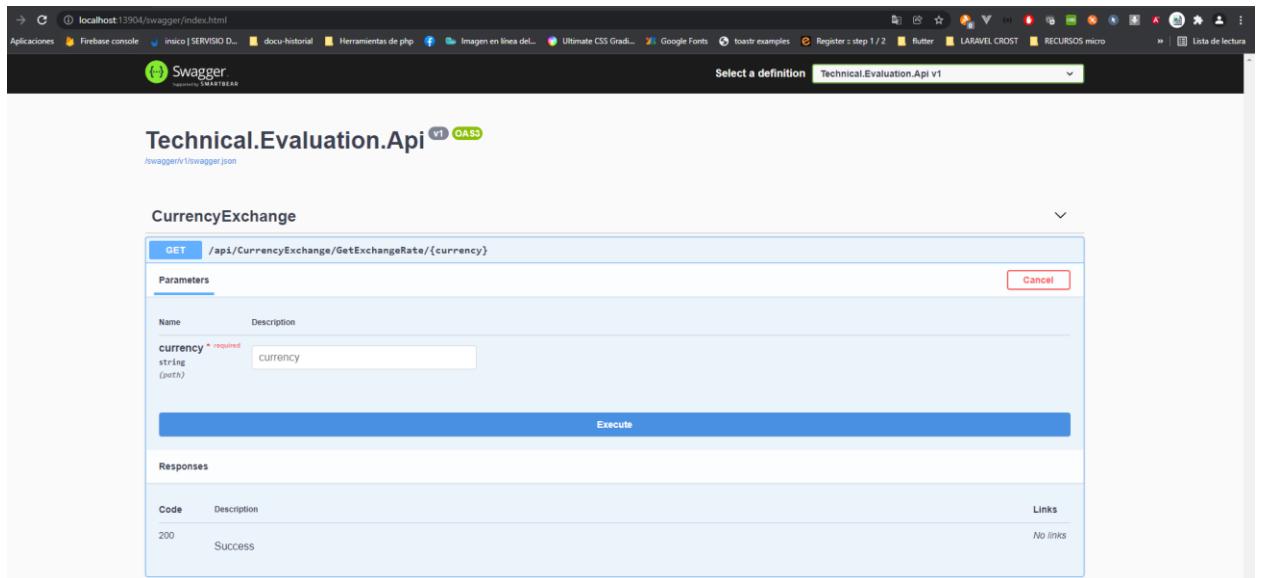 localhost:13904/swagger/index.html
Aplicaciones Firebase console insico | SERVISIO D... docu-historial Herramientas de php Imagen en línea del... Ultimate CSS Gradi... Google Fonts toastr examples Register :: step 1 / 2 flutter LARAVEL CROST RECURSOS micro » Lista de lectura
Swagger.
Supported by SMARTBEAR
Select a definition Technical.Evaluation.Api v1
Technical.Evaluation.Api v1 OAS3
/swagger/v1/swagger.json
CurrencyExchange
GET /api/CurrencyExchange/GetExchangeRate/{currency}
Parameters Cancel
Name Description
currency * required
string
(path)
currency
Execute
Responses
Code Description Links
200 Success No links